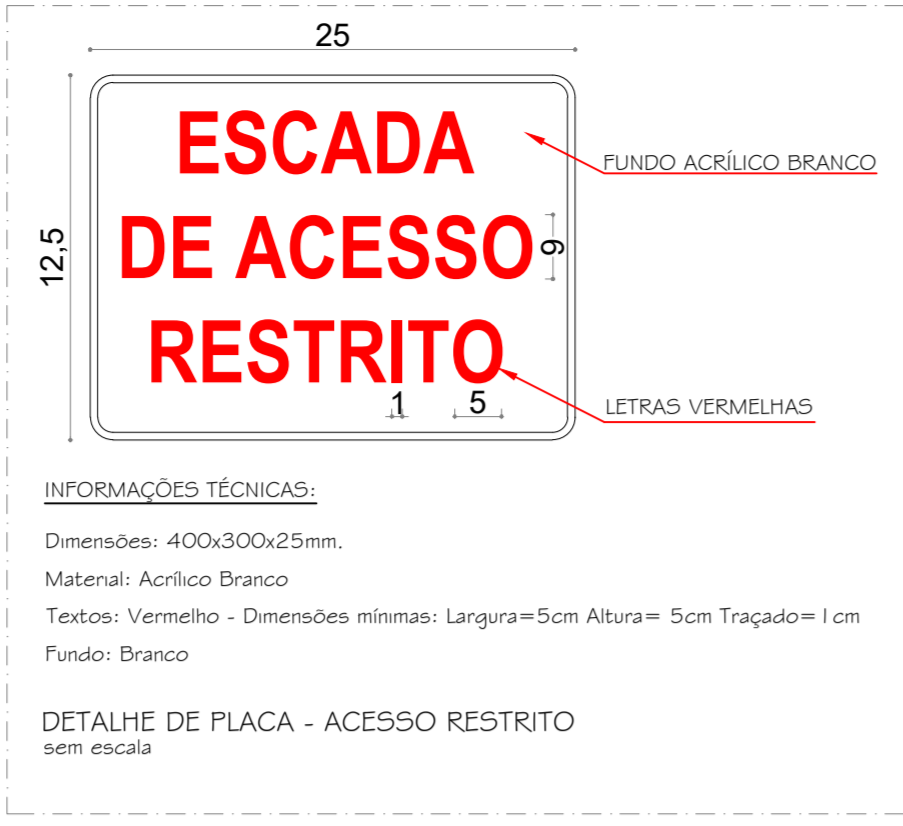 25
12,5
ESCADA
DE ACESSO
RESTRITO
9
1
5
FUNDO ACRÍLICO BRANCO
LETRAS VERMELHAS
INFORMAÇÕES TÉCNICAS:
Dimensões: 400x300x25mm.
Material: Acrílico Branco
Textos: Vermelho - Dimensões mínimas: Largura=5cm Altura= 5cm Traçado=1cm
Fundo: Branco
DETALHE DE PLACA - ACESSO RESTRITO
sem escala